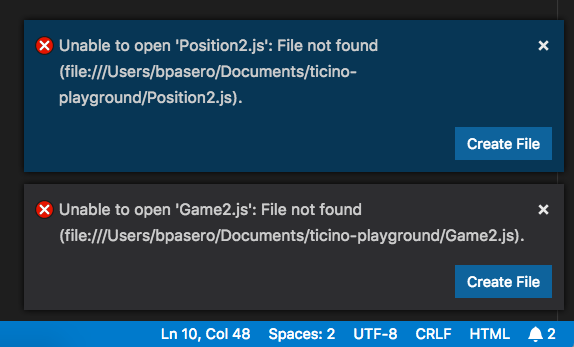 Unable to open 'Position2.js': File not found
(file:///Users/bpasero/Documents/ticino-
playground/Position2.js).
Create File
Unable to open 'Game2.js': File not found
(file:///Users/bpasero/Documents/ticino-playground/Game2.js).
Create File
Ln 10, Col 48 Spaces: 2 UTF-8 CRLF HTML 2